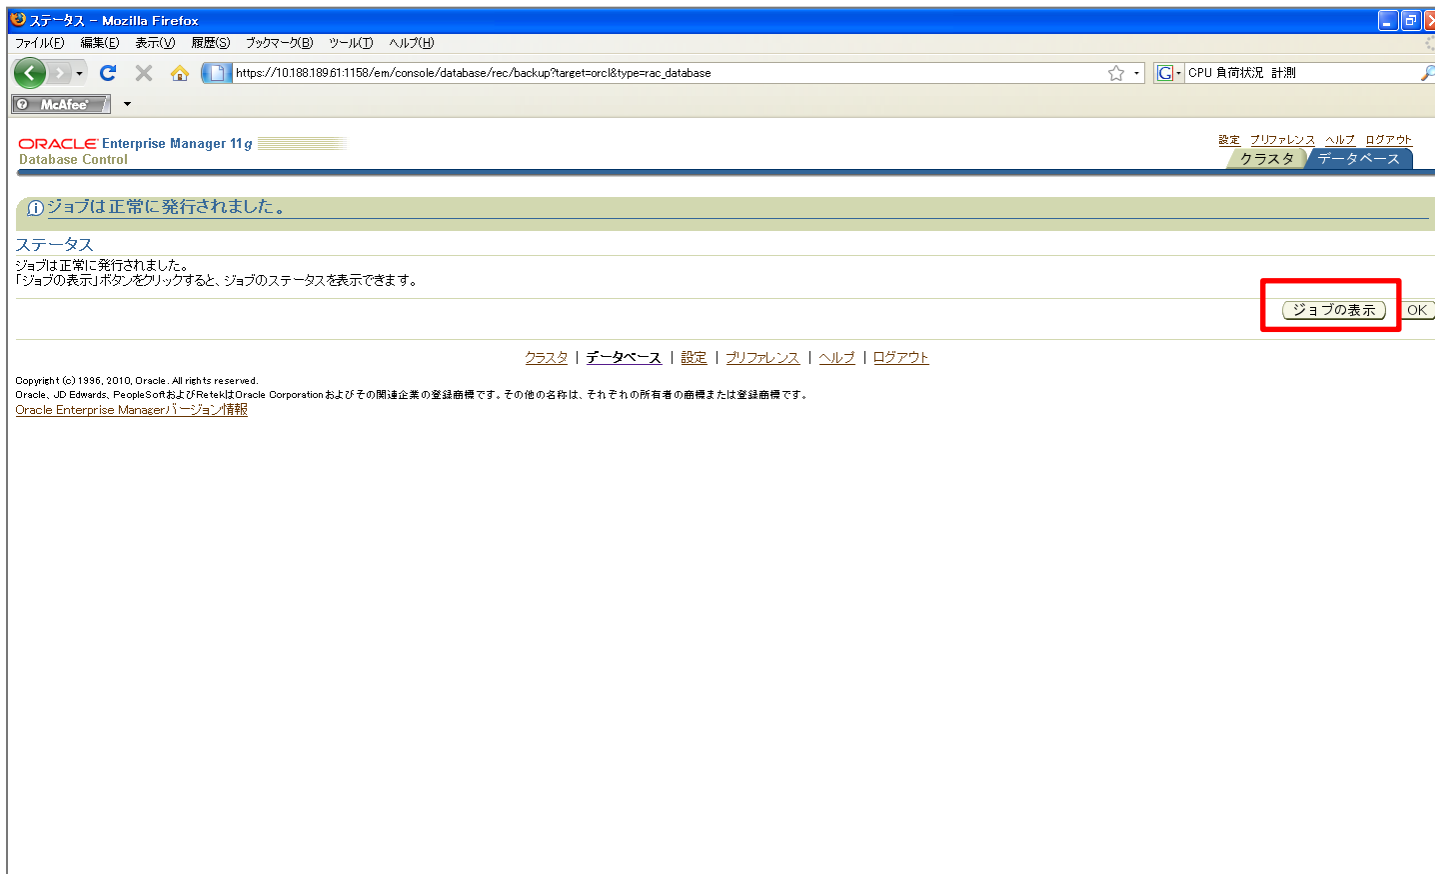 ステータス - Mozilla Firefox
ファイル(F) 編集(E) 表示(V) 履歴(S) ブックマーク(B) ツール(T) ヘルプ(H)
https://10.188.189.61:1158/em/console/database/rec/backup?target=orcl&type=rac_database
G CPU 負荷状況 計測
McAfee
ORACLE Enterprise Manager 11g
Database Control
設定 プリファレンス ヘルプ ログアウト
クラスタ データベース
ジョブは正常に発行されました。
ステータス
ジョブは正常に発行されました。
「ジョブの表示」ボタンをクリックすると、ジョブのステータスを表示できます。
ジョブの表示 OK
クラスタ | データベース | 設定 | プリファレンス | ヘルプ | ログアウト
Copyright (c) 1996, 2010, Oracle. All rights reserved.
Oracle、JD Edwards、PeopleSoftおよびRetekはOracle Corporationおよびその関連企業の登録商標です。その他の名称は、それぞれの所有者の商標または登録商標です。
Oracle Enterprise Managerバージョン情報